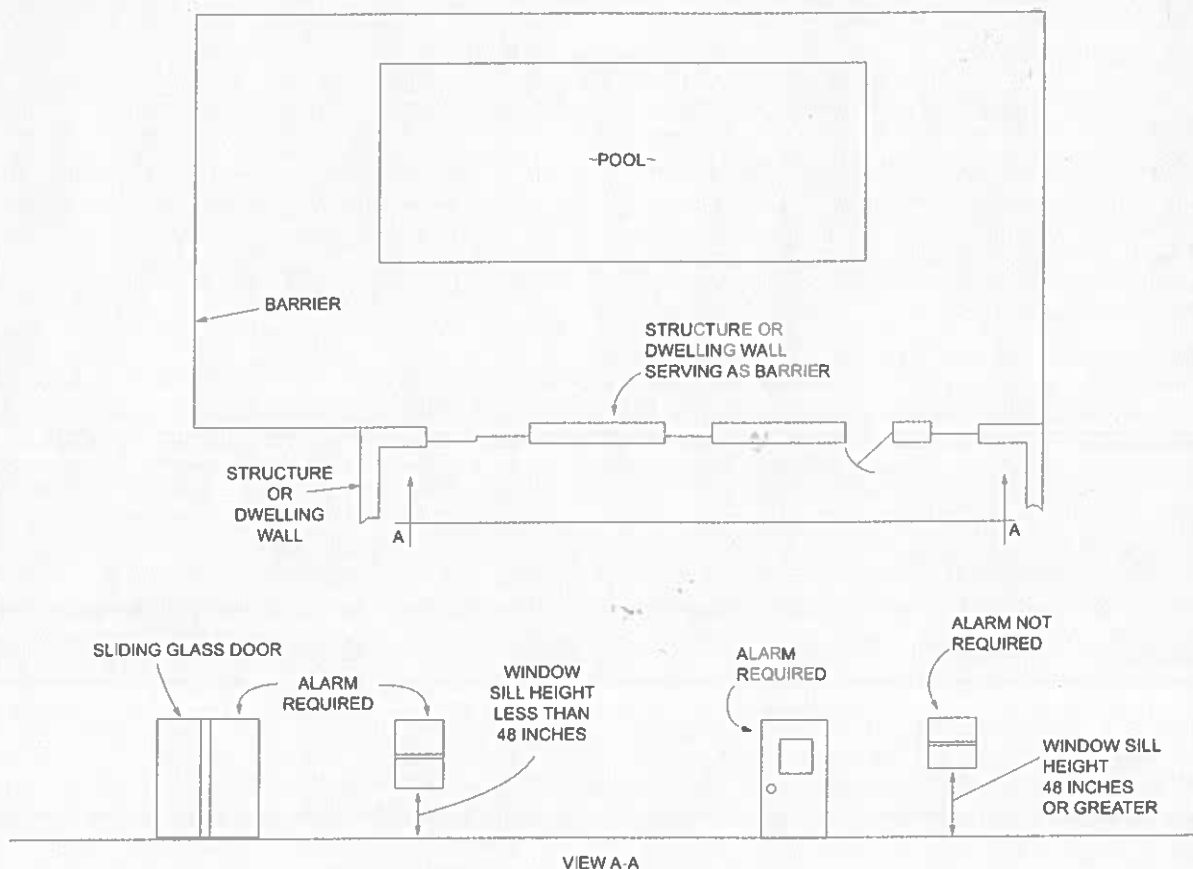 ~POOL~
BARRIER
STRUCTURE OR
DWELLING WALL
SERVING AS BARRIER
STRUCTURE
OR
DWELLING
WALL
A
A
SLIDING GLASS DOOR
ALARM
REQUIRED
WINDOW
SILL HEIGHT
LESS THAN
48 INCHES
ALARM
REQUIRED
ALARM NOT
REQUIRED
WINDOW SILL
HEIGHT
48 INCHES
OR GREATER
VIEW A-A